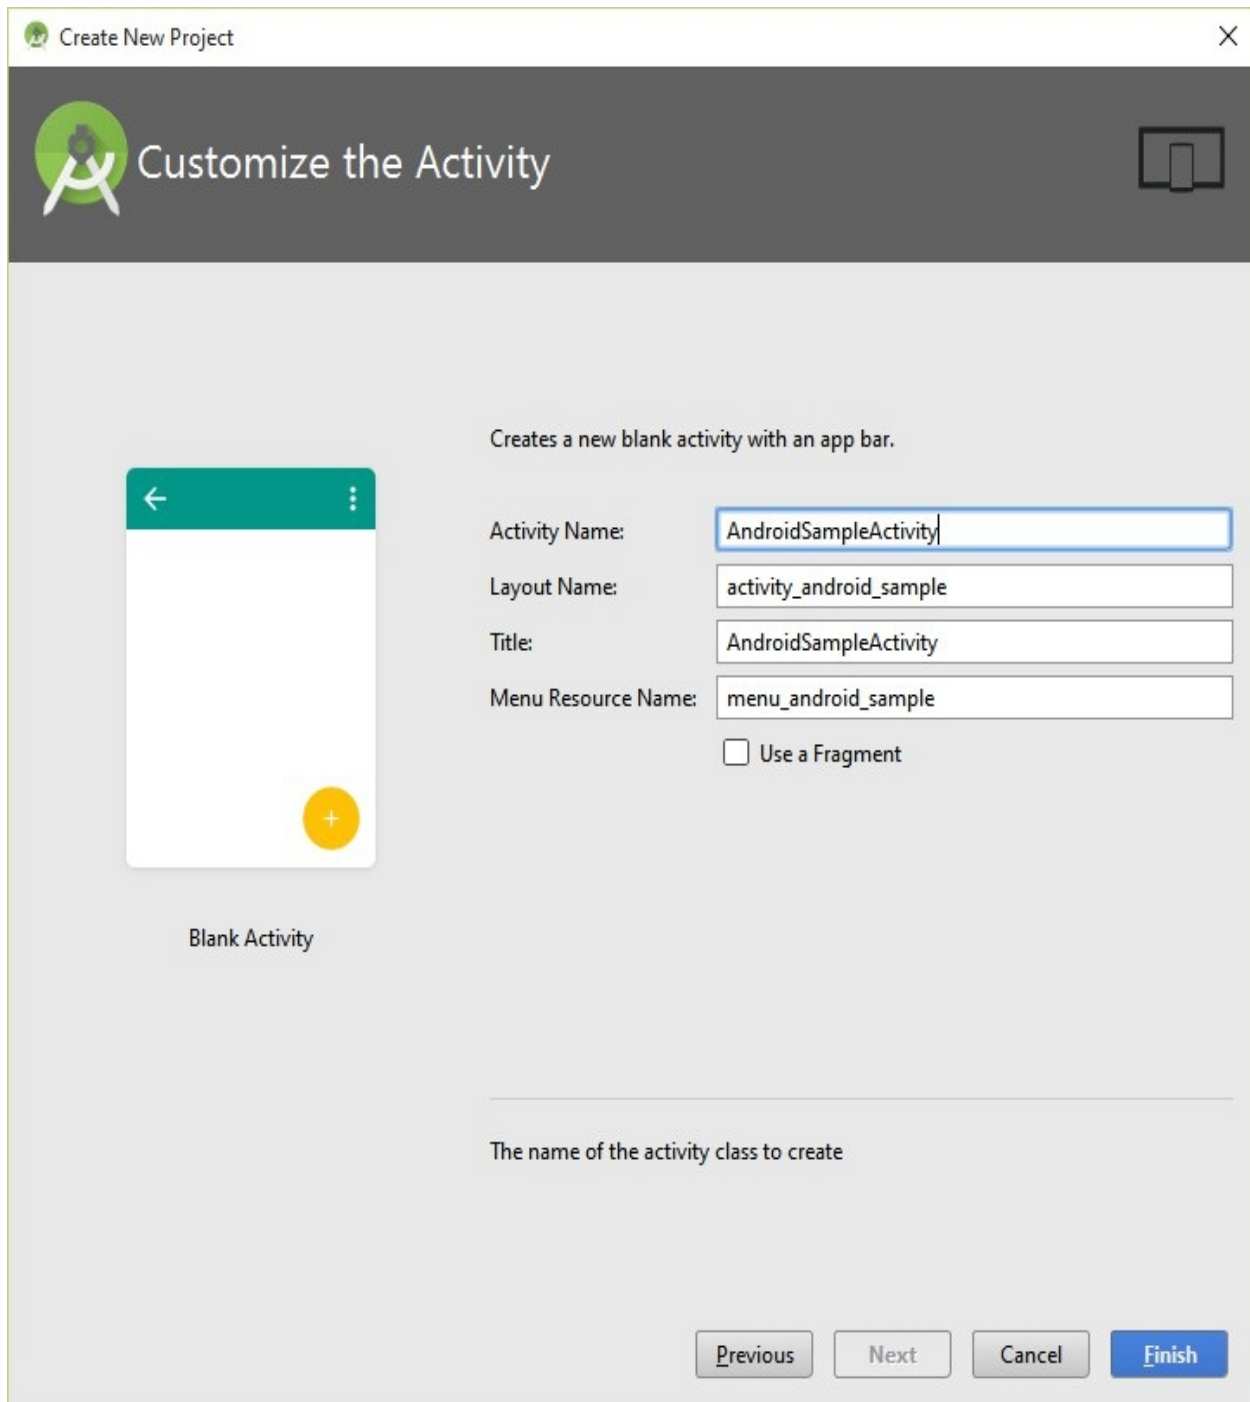 Create New Project
Customize the Activity
Creates a new blank activity with an app bar.
Activity Name: AndroidSampleActivity
Layout Name: activity_android_sample
Title: AndroidSampleActivity
Menu Resource Name: menu_android_sample
Use a Fragment
Blank Activity
The name of the activity class to create
Previous Next Cancel Finish